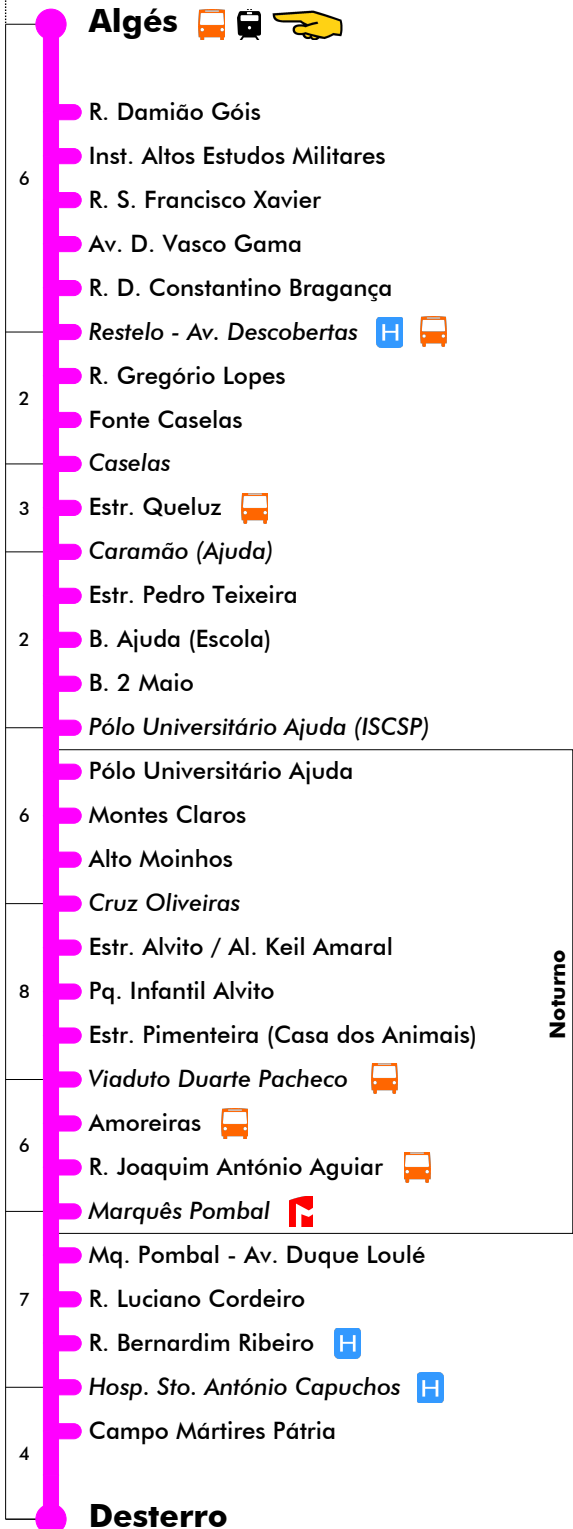 Algés
R. Damião Góis
Inst. Altos Estudos Militares
6
R. S. Francisco Xavier
Av. D. Vasco Gama
R. D. Constantino Bragança
Restelo - Av. Descobertas H
R. Gregório Lopes
2
Fonte Caselas
Caselas
3 Estr. Queluz
Caramão (Ajuda)
Estr. Pedro Teixeira
2 B. Ajuda (Escola)
B. 2 Maio
Pólo Universitário Ajuda (ISCSP)
Pólo Universitário Ajuda
6 Montes Claros
Alto Moinhos
Cruz Oliveiras
Estr. Alvito / Al. Keil Amaral
8 Pq. Infantil Alvito
Noturno
Estr. Pimenteira (Casa dos Animais)
Viaduto Duarte Pacheco
Amoreiras
6
R. Joaquim António Aguiar
Marquês Pombal
Mq. Pombal - Av. Duque Loulé
7 R. Luciano Cordeiro
R. Bernardim Ribeiro H
Hosp. Sto. António Capuchos H
Campo Mártires Pátria
4
Desterro